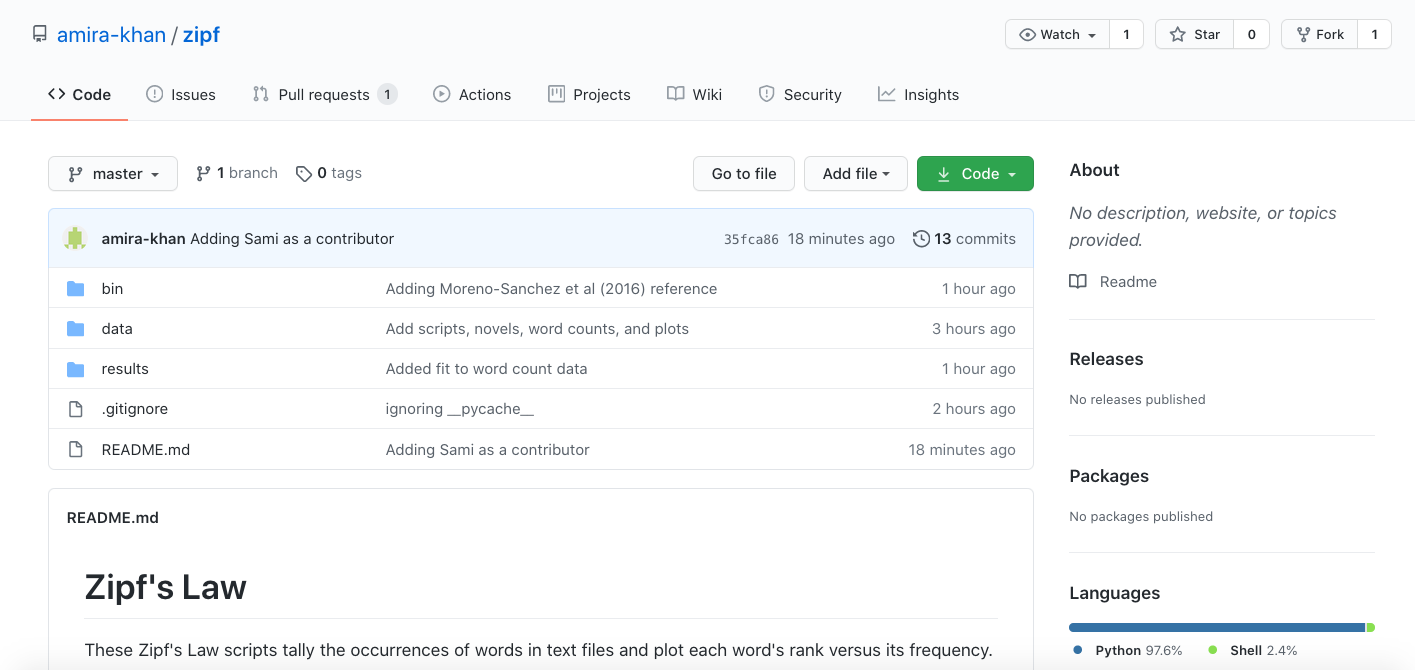 amira-khan / zipf
Watch 1 Star 0 Fork 1
Code Issues Pull requests 1 Actions Projects Wiki Security Insights
master 1 branch 0 tags Go to file Add file Code
amira-khan Adding Sami as a contributor 35fca86 18 minutes ago 13 commits
bin Adding Moreno-Sanchez et al (2016) reference 1 hour ago
data Add scripts, novels, word counts, and plots 3 hours ago
results Added fit to word count data 1 hour ago
.gitignore ignoring __pycache__ 2 hours ago
README.md Adding Sami as a contributor 18 minutes ago
README.md
Zipf's Law
These Zipf's Law scripts tally the occurrences of words in text files and plot each word's rank versus its frequency.
About
No description, website, or topics
provided.
Readme
Releases
No releases published
Packages
No packages published
Languages
Python 97.6% Shell 2.4%